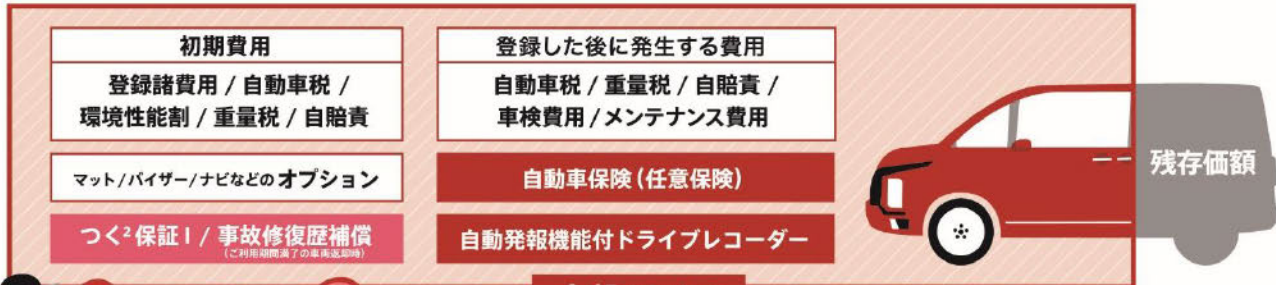 初期費用
登録諸費用 / 自動車税 /
環境性能割 / 重量税 / 自賠責
マット/バイザー/ナビなどのオプション
つく²保証Ⅰ / 事故修復歴補償
(ご利用期間満了の車両返却時)
登録した後に発生する費用
自動車税 / 重量税 / 自賠責 /
車検費用 / メンテナンス費用
自動車保険(任意保険)
自動発報機能付ドライブレコーダー
残存価額